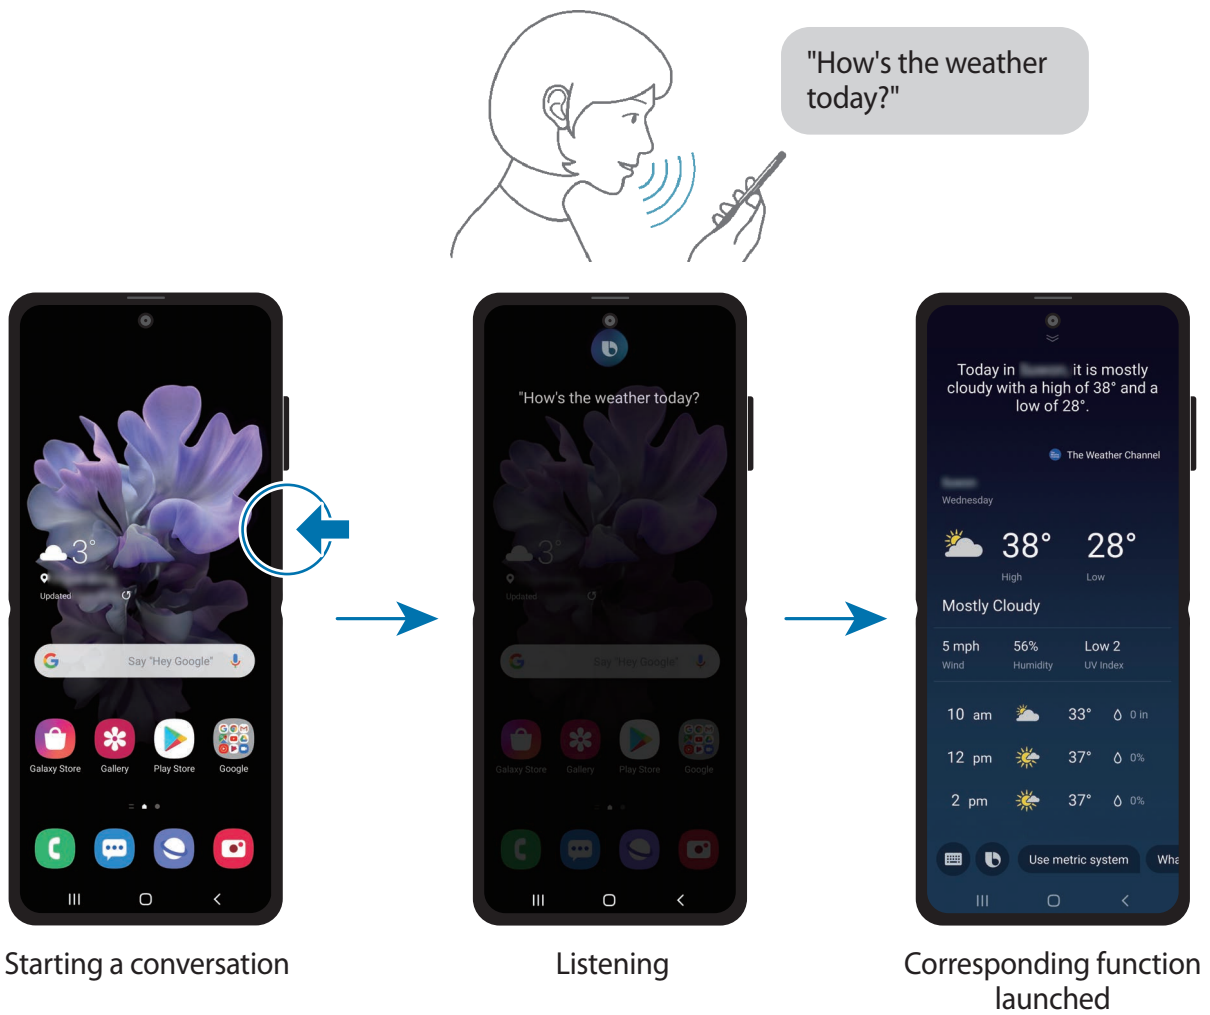 "How's the weather
today?"
3°
Updated
Say "Hey Google"
Galaxy Store
Gallery
Play Store
Google
Starting a conversation
"How's the weather today?
3°
Updated
Say "Hey Google"
Galaxy Store
Gallery
Play Store
Google
Listening
Today in it is mostly
cloudy with a high of 38° and a
low of 28°.
The Weather Channel
Wednesday
38° 28°
High Low
Mostly Cloudy
5 mph 56% Low 2
Wind Humidity UV Index
10 am 33° 0 in
12 pm 37° 0%
2 pm 37° 0%
Use metric system Wha
Corresponding function
launched